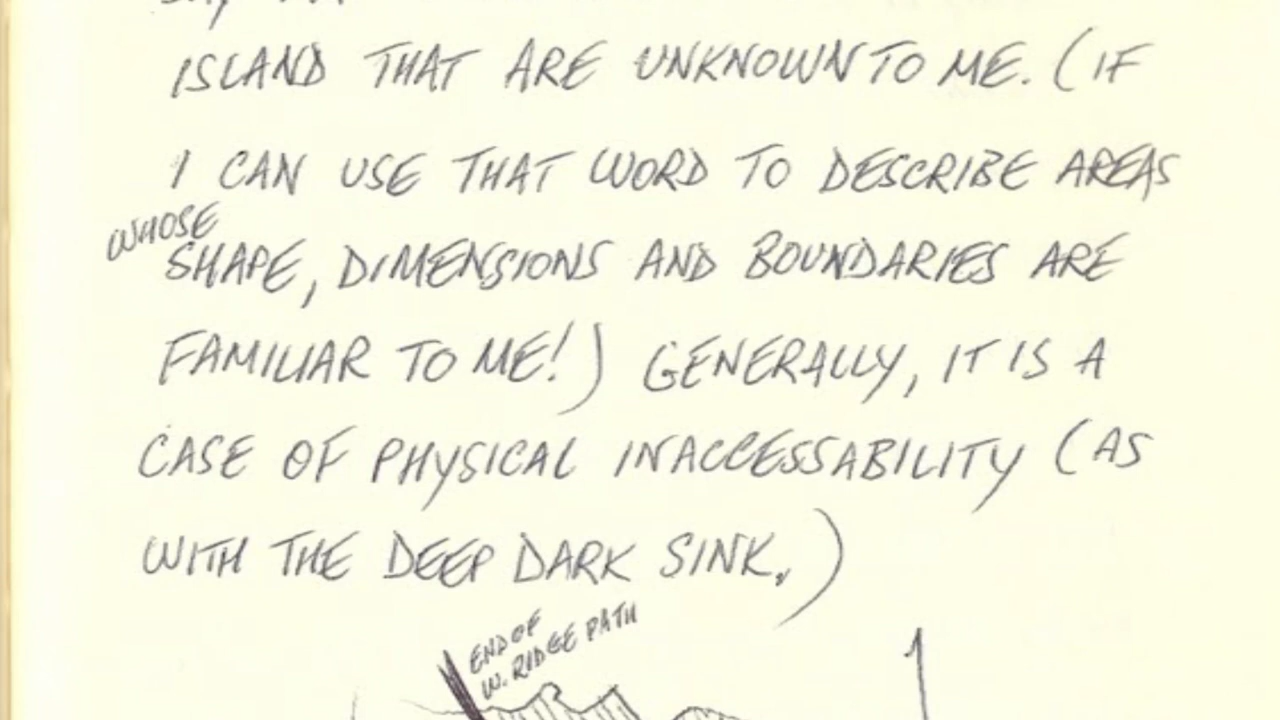 ISLAND THAT ARE UNKNOWN TO ME. (IF
I CAN USE THAT WORD TO DESCRIBE AREAS
WHOSE
SHAPE, DIMENSIONS AND BOUNDARIES ARE
FAMILIAR TO ME!) GENERALLY, IT IS A
CASE OF PHYSICAL INACCESSABILITY (AS
WITH THE DEEP DARK SINK.)
END OF
W. RIDGE PATH